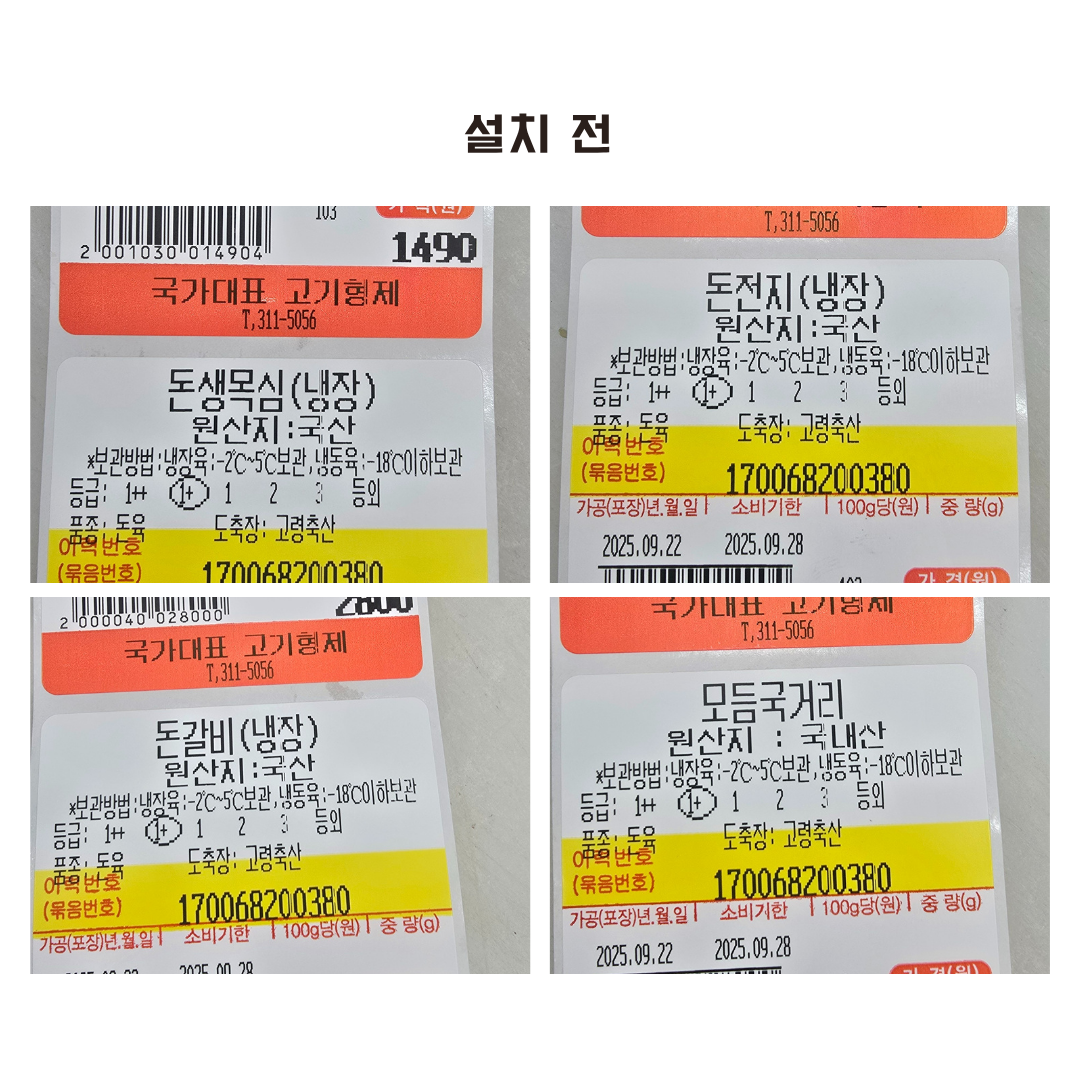 설치 전
103
가 격(원)
2 001030 014904
1490
국가대표 고기형제
T,311-5056
돈생목심(냉장)
원산지:국산
*보관방법:냉장육:-2℃~5℃보관,냉동육:-18℃이하보관
등급: 1++ 1+ 1 2 3 등외
품종: 돈육 도축장: 고령축산
이력번호
(묶음번호) 170068200380
T,311-5056
돈전지(냉장)
원산지:국산
*보관방법:냉장육:-2℃~5℃보관,냉동육:-18℃이하보관
등급: 1++ 1+ 1 2 3 등외
품종: 돈육 도축장: 고령축산
이력번호
(묶음번호) 170068200380
가공(포장)년.월.일 소비기한 100g당(원) 중 량(g)
2025.09.22 2025.09.28
가 격(원)
2 000040 028000
2800
국가대표 고기형제
T,311-5056
돈갈비(냉장)
원산지:국산
*보관방법:냉장육:-2℃~5℃보관,냉동육:-18℃이하보관
등급: 1++ 1+ 1 2 3 등외
품종: 돈육 도축장: 고령축산
이력번호
(묶음번호) 170068200380
가공(포장)년.월.일 소비기한 100g당(원) 중 량(g)
국가대표 고기형제
T,311-5056
모듬국거리
원산지 : 국내산
*보관방법:냉장육:-2℃~5℃보관,냉동육:-18℃이하보관
등급: 1++ 1+ 1 2 3 등외
품종: 돈육 도축장: 고령축산
이력번호
(묶음번호) 170068200380
가공(포장)년.월.일 소비기한 100g당(원) 중 량(g)
2025.09.22 2025.09.28
가 격(원)